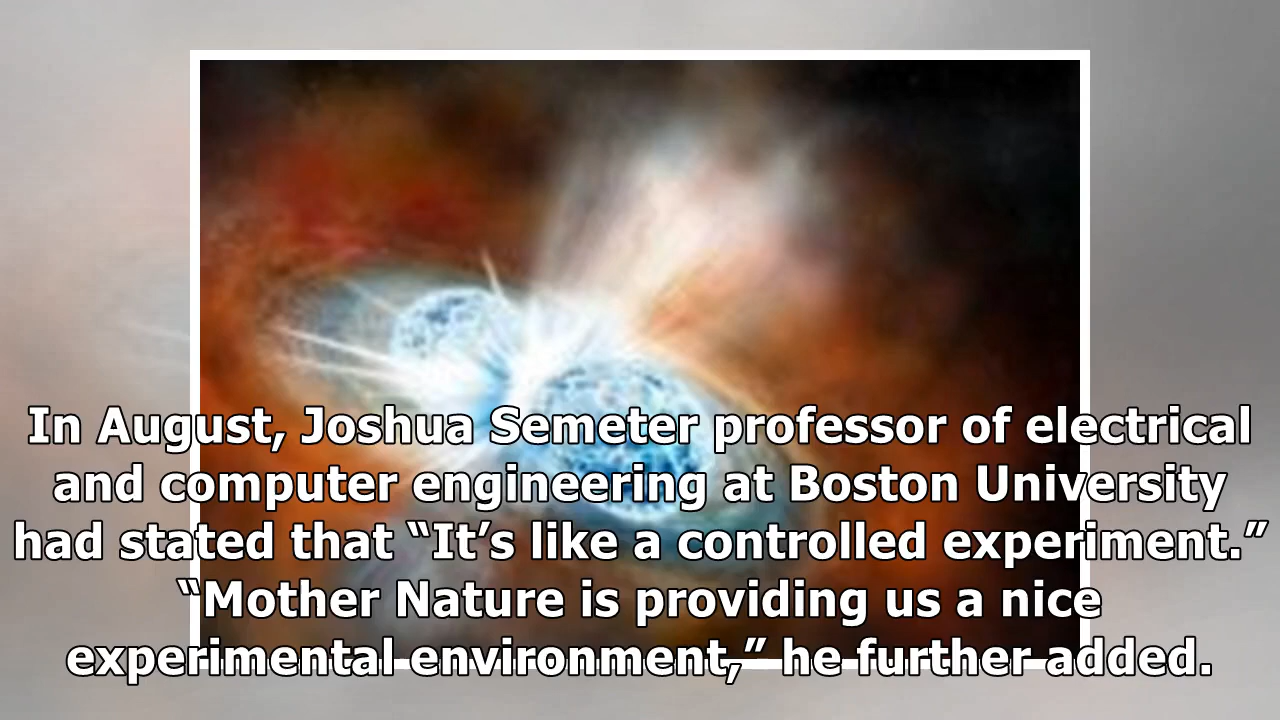 In August, Joshua Semeter professor of electrical
and computer engineering at Boston University
had stated that “It’s like a controlled experiment.”
“Mother Nature is providing us a nice
experimental environment,” he further added.